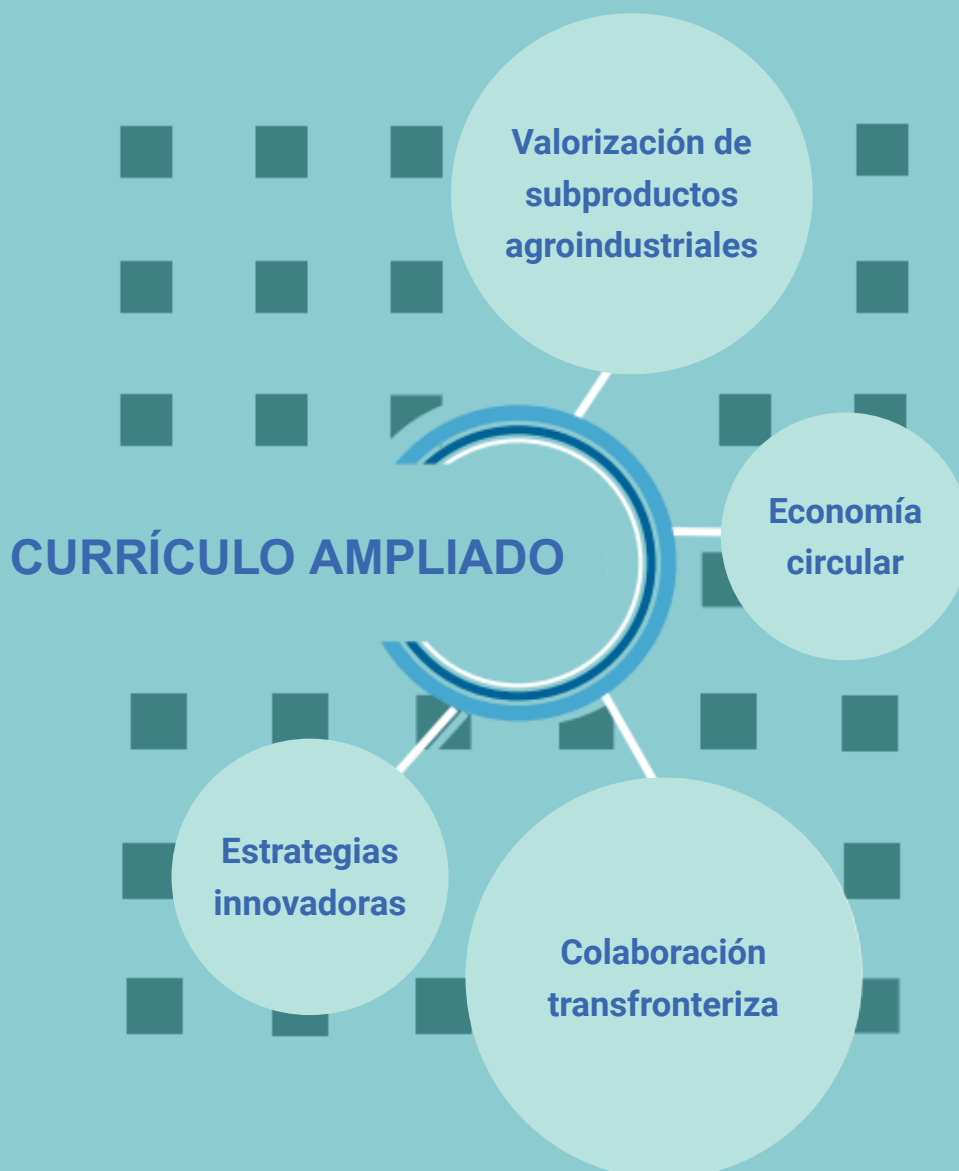 Valorización de
subproductos
agroindustriales
Economía
circular
CURRÍCULO AMPLIADO
Estrategias
innovadoras
Colaboración
transfronteriza